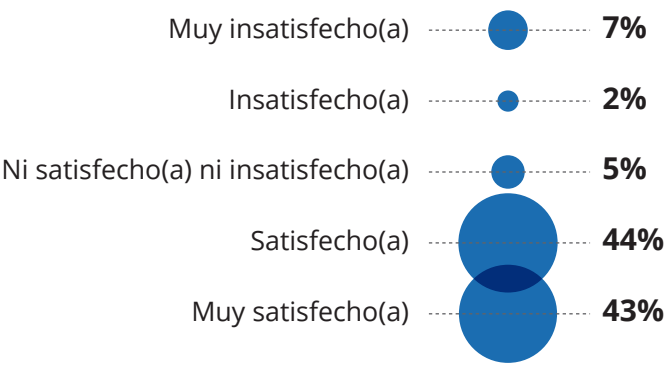 Muy insatisfecho(a) 7%
Insatisfecho(a) 2%
Ni satisfecho(a) ni insatisfecho(a) 5%
Satisfecho(a) 44%
Muy satisfecho(a) 43%